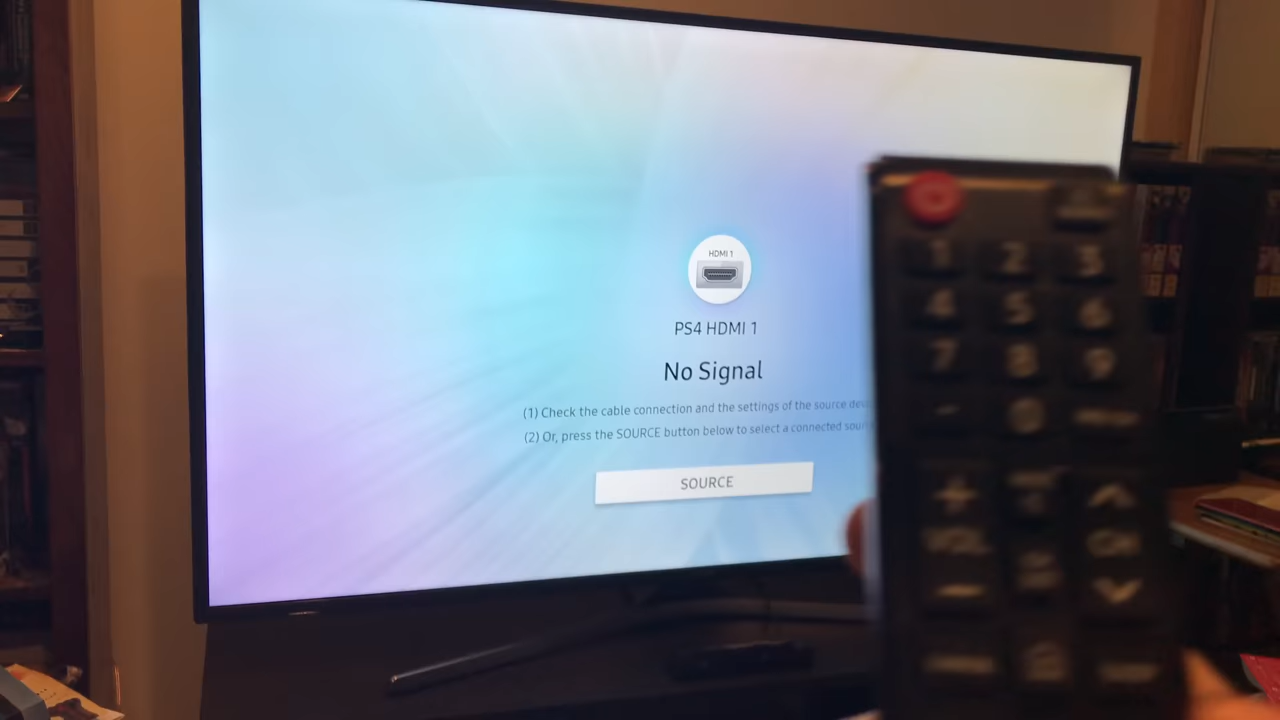 HDMI 1
PS4 HDMI 1
No Signal
(1) Check the cable connection and the settings of the source
(2) Or, press the SOURCE button below to select a connected
SOURCE
1 2 3
4 5 6
7 8 9
+
VOL CH